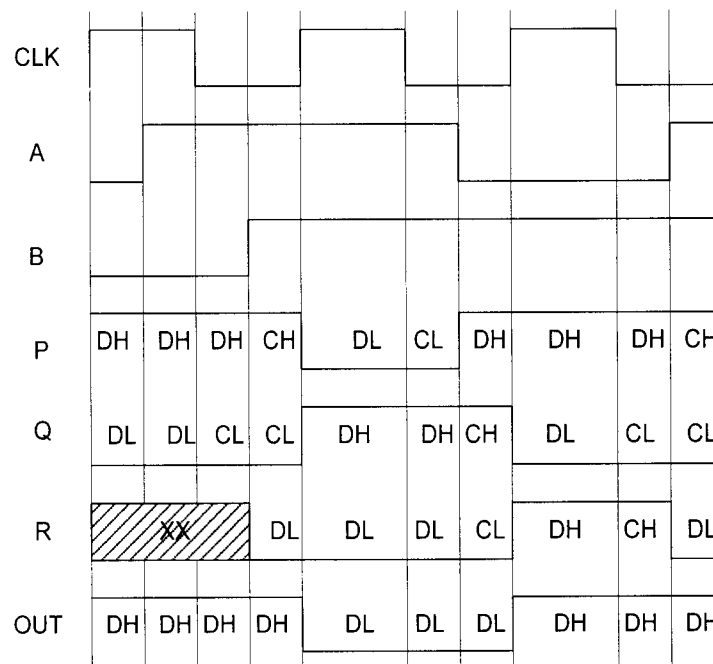 CLK
A
B
P DH DH DH CH DL CL DH DH DH CH
Q DL DL CL CL DH DH CH DL CL CL
R XX DL DL DL CL DH CH DL
OUT DH DH DH DH DL DL DL DH DH DH